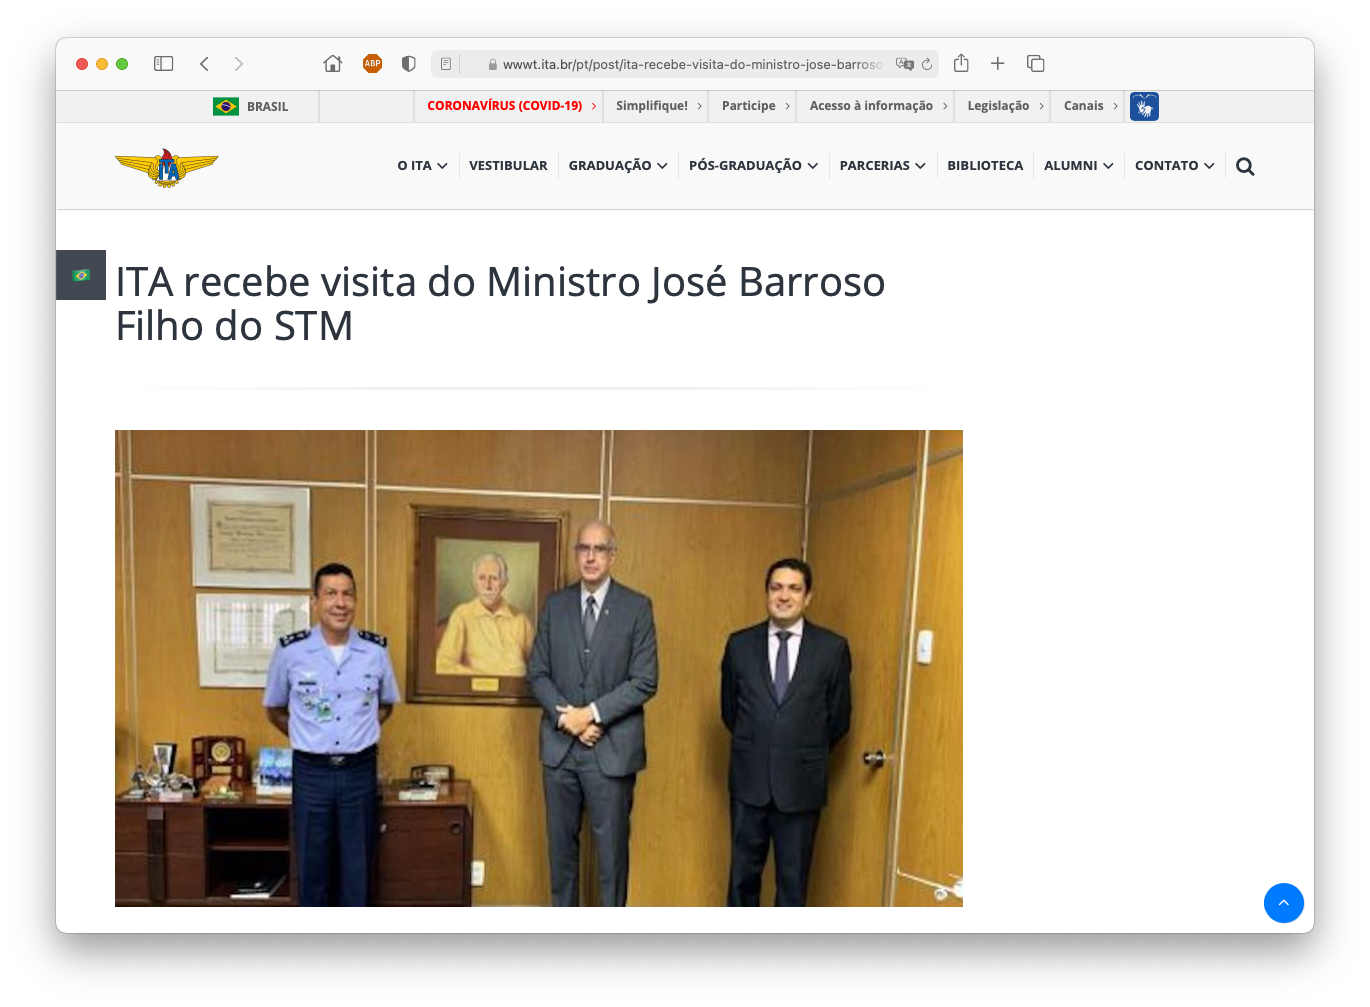 ABP
wwwt.ita.br/pt/post/ita-recebe-visita-do-ministro-jose-barroso
BRASIL
CORONAVÍRUS (COVID-19)
Simplifique!
Participe
Acesso à informação
Legislação
Canais
ITA
O ITA
VESTIBULAR
GRADUAÇÃO
PÓS-GRADUAÇÃO
PARCERIAS
BIBLIOTECA
ALUMNI
CONTATO
ITA recebe visita do Ministro José Barroso
Filho do STM